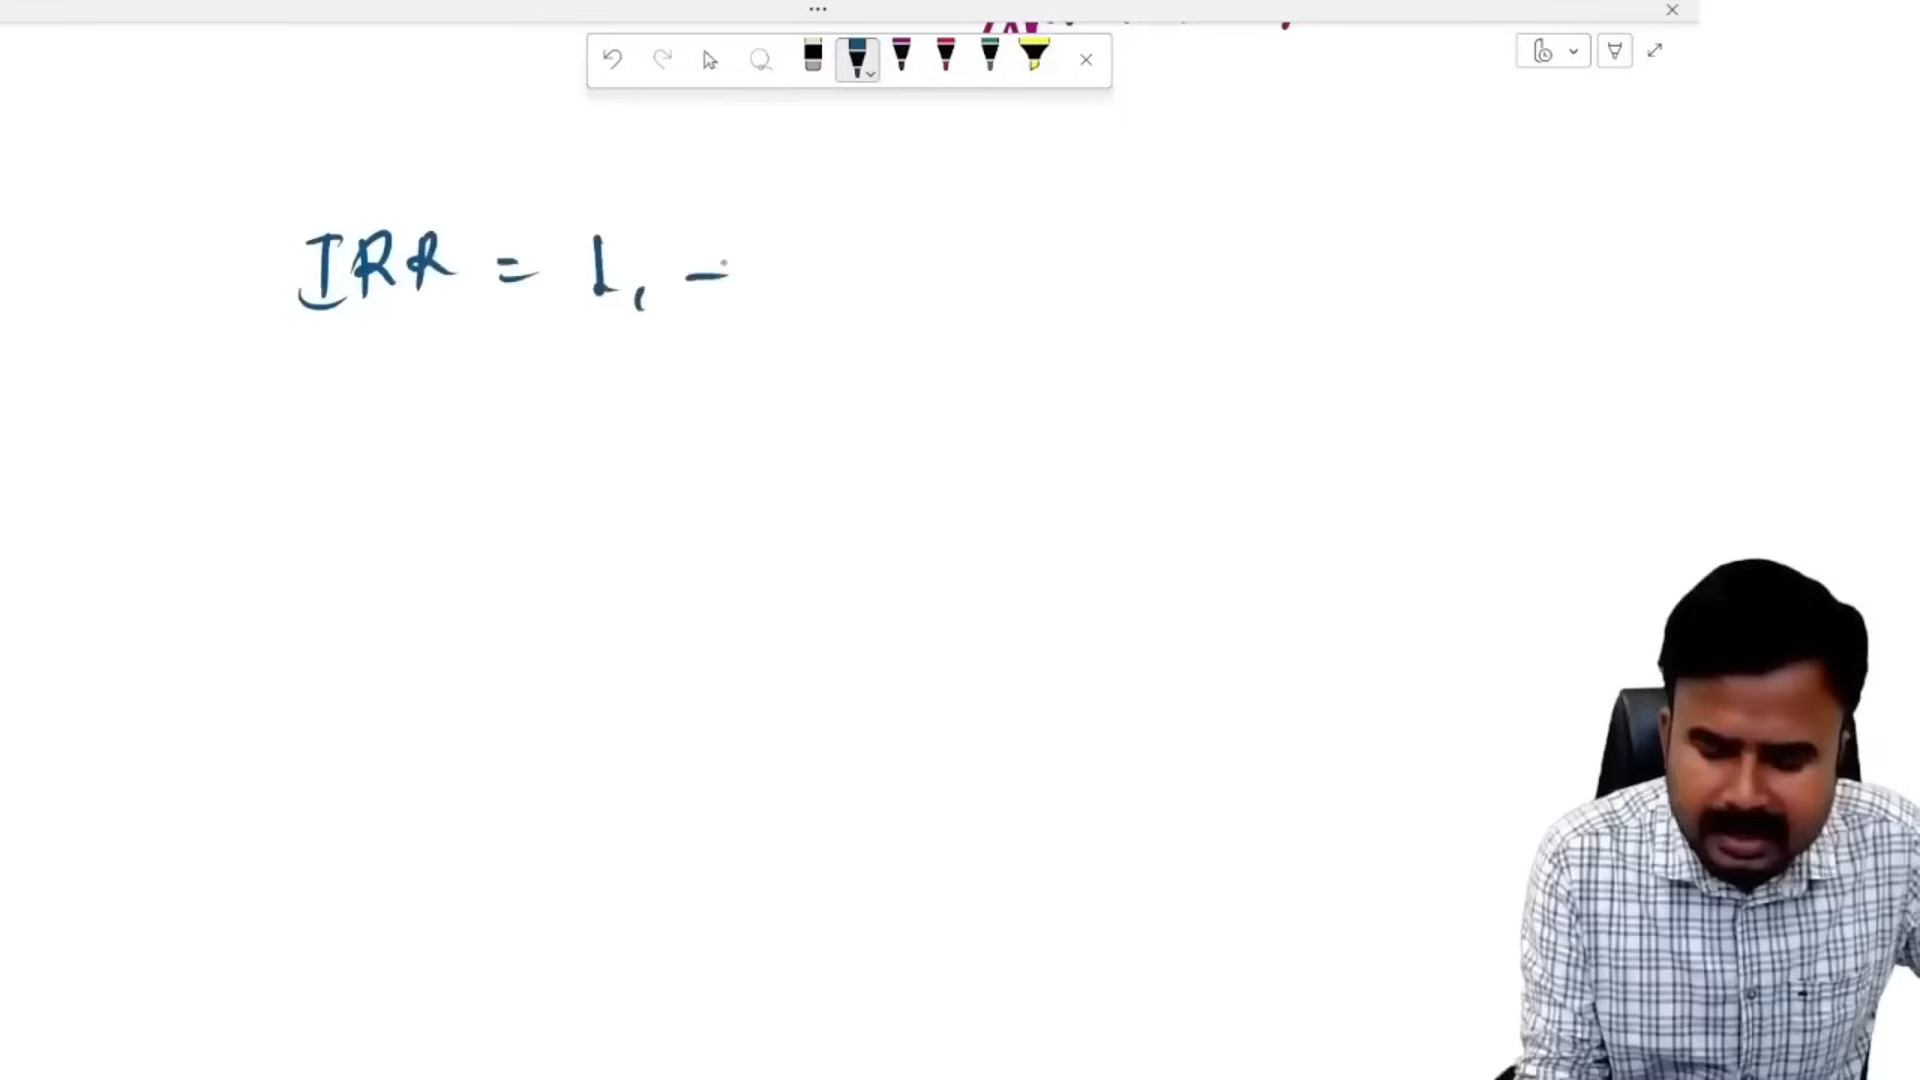 IRR = L, -